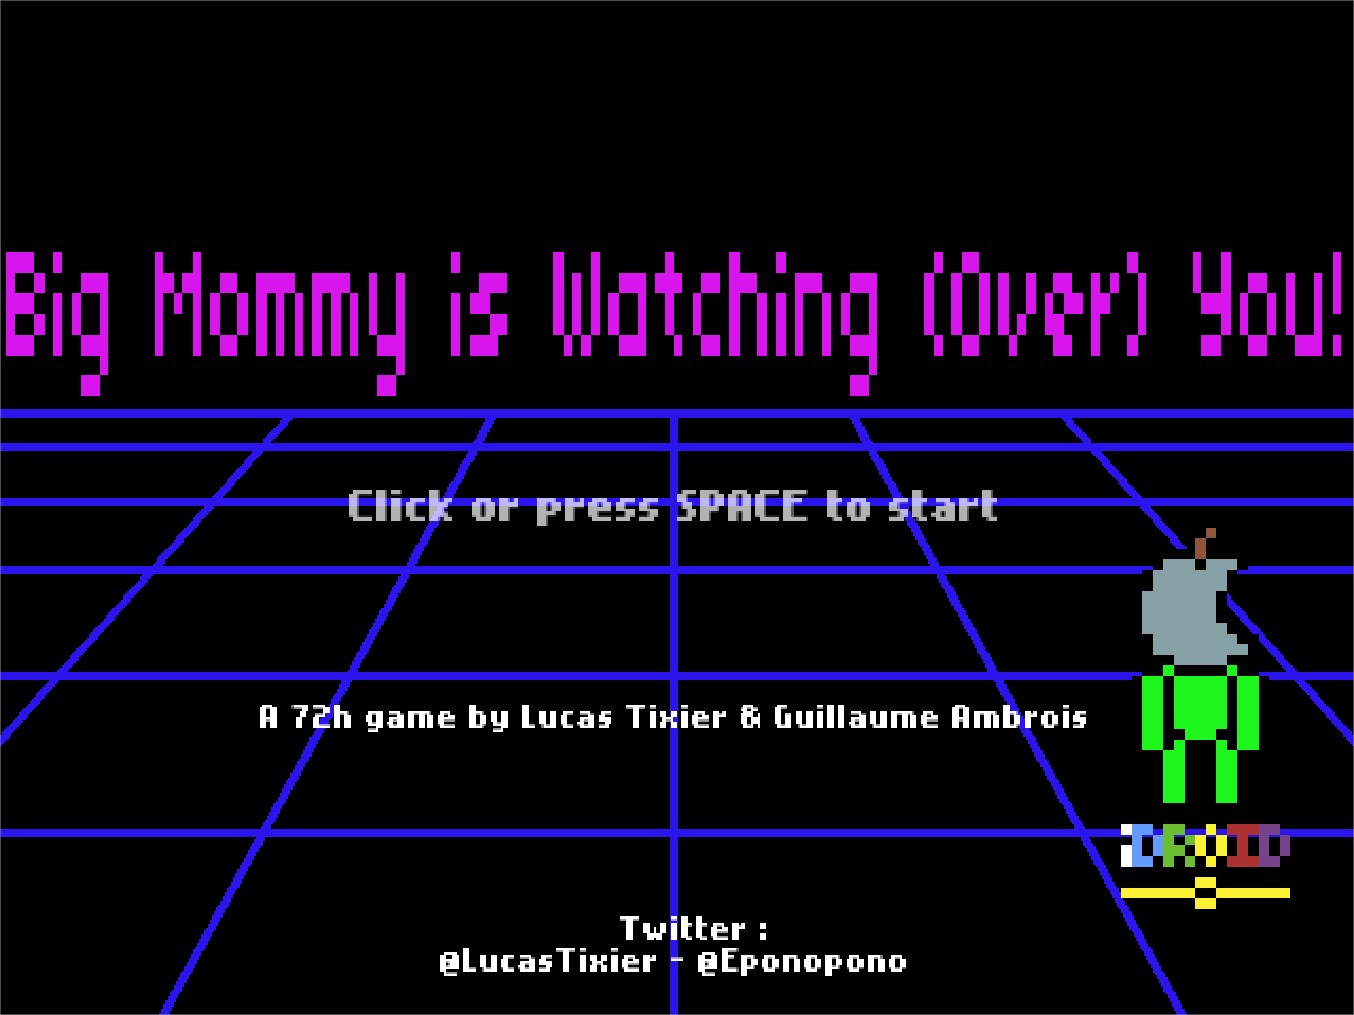 Big Mommy is Watching (Over) You!
Click or press SPACE to start
A 72h game by Lucas Tixier & Guillaume Ambrois
iDROID
Twitter :
@LucasTixier - @Eponopono